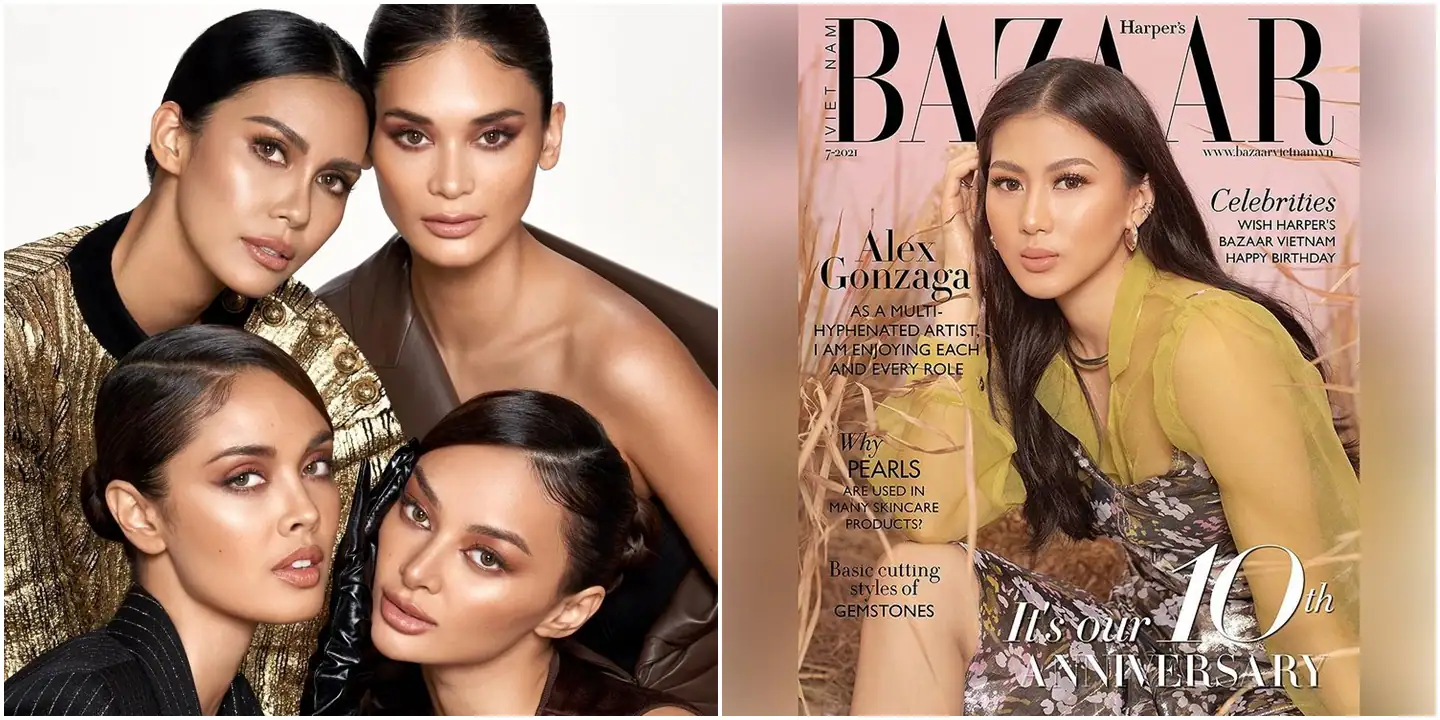 Harper's
BAZAAR
VIET NAM
7-2021
www.bazaarvietnam.vn
Celebrities
WISH HARPER'S
BAZAAR VIETNAM
HAPPY BIRTHDAY
Alex
Gonzaga
AS A MULTI-
HYPHENATED ARTIST,
I AM ENJOYING EACH
AND EVERY ROLE
Why
PEARLS
ARE USED IN
MANY SKINCARE
PRODUCTS?
Basic cutting
styles of
GEMSTONES
It's our 10th
ANNIVERSARY